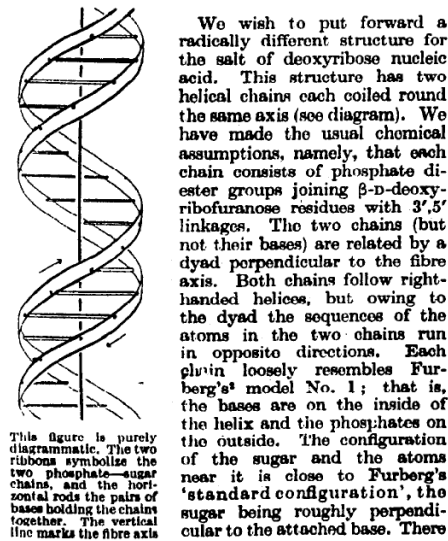 We wish to put forward a
radically different structure for
the salt of deoxyribose nucleic
acid. This structure has two
helical chains each coiled round
the same axis (see diagram). We
have made the usual chemical
assumptions, namely, that each
chain consists of phosphate di-
ester groups joining β-D-deoxy-
ribofuranose residues with 3′,5′
linkages. The two chains (but
not their bases) are related by a
dyad perpendicular to the fibre
axis. Both chains follow right-
handed helices, but owing to
the dyad the sequences of the
atoms in the two chains run
in opposite directions. Each
chain loosely resembles Fur-
berg's² model No. 1; that is,
the bases are on the inside of
the helix and the phosphates on
the outside. The configuration
of the sugar and the atoms
near it is close to Furberg's
'standard configuration', the
sugar being roughly perpendi-
cular to the attached base. There
This figure is purely
diagrammatic. The two
ribbons symbolize the
two phosphate—sugar
chains, and the hori-
zontal rods the pairs of
bases holding the chains
together. The vertical
line marks the fibre axis